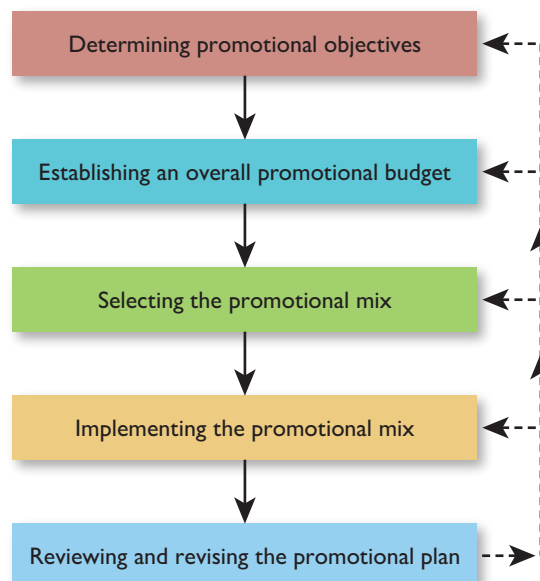 Determining promotional objectives
Establishing an overall promotional budget
Selecting the promotional mix
Implementing the promotional mix
Reviewing and revising the promotional plan